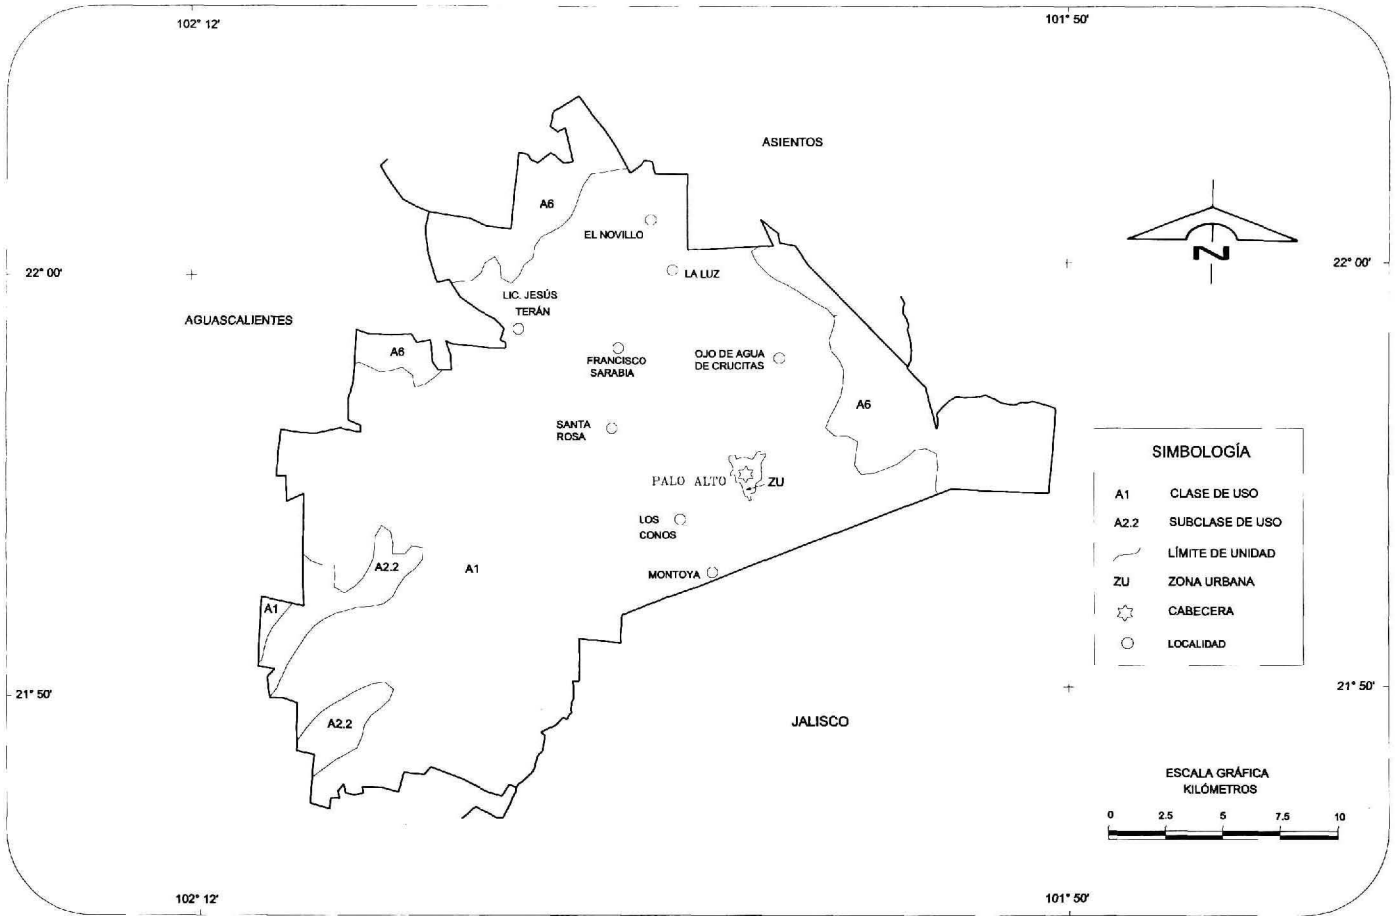 102° 12'
101° 50'
ASIENTOS
A6
EL NOVILLO
N
22° 00'
LA LUZ
22° 00'
LIC. JESÚS
TERÁN
AGUASCALIENTES
A6
FRANCISCO
SARABIA
OJO DE AGUA
DE CRUCITAS
A6
SANTA
ROSA
PALO ALTO
ZU
LOS
CONOS
MONTOYA
A2.2
A1
A1
A2.2
SIMBOLOGÍA
A1 CLASE DE USO
A2.2 SUBCLASE DE USO
LÍMITE DE UNIDAD
ZU ZONA URBANA
CABECERA
LOCALIDAD
21° 50'
21° 50'
JALISCO
ESCALA GRÁFICA
KILÓMETROS
0 2.5 5 7.5 10
102° 12'
101° 50'